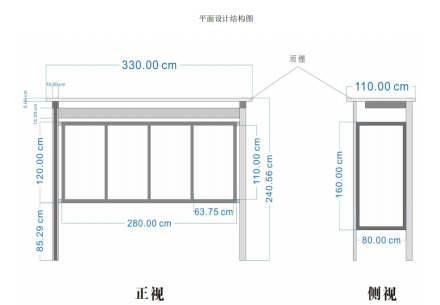 平面设计结构图
雨棚
330.00 cm
110.00 cm
15.00 cm
120.00 cm
110.00 cm
240.56 cm
160.00 cm
63.75 cm
280.00 cm
85.29 cm
80.00 cm
正视
侧视